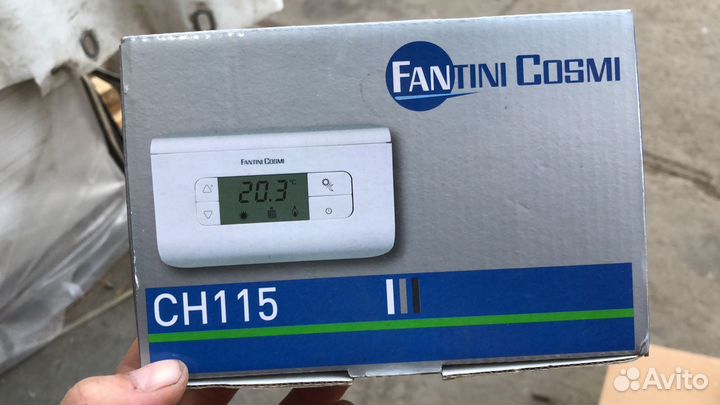 FANTINI COSMI
FANTINI COSMI
20.3°C
CH115
Avito